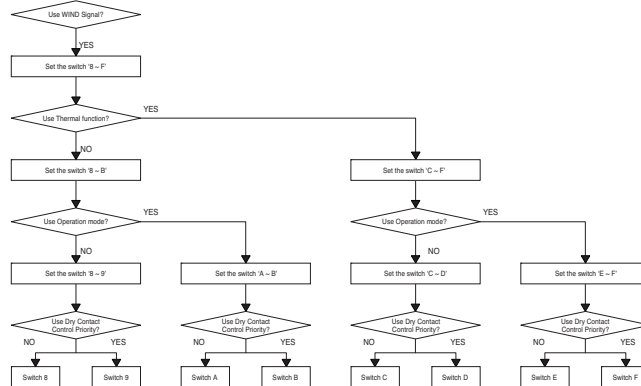 Use WIND Signal?
YES
Set the switch '8 ~ F'
Use Thermal function?
YES
NO
Set the switch '8 ~ B'
Set the switch 'C ~ F'
Use Operation mode?
YES
Use Operation mode?
YES
NO
NO
Set the switch '8 ~ 9'
Set the switch 'A ~ B'
Set the switch 'C ~ D'
Set the switch 'E ~ F'
Use Dry Contact
Control Priority?
Use Dry Contact
Control Priority?
Use Dry Contact
Control Priority?
Use Dry Contact
Control Priority?
NO
YES
NO
YES
NO
YES
NO
YES
Switch 8
Switch 9
Switch A
Switch B
Switch C
Switch D
Switch E
Switch F